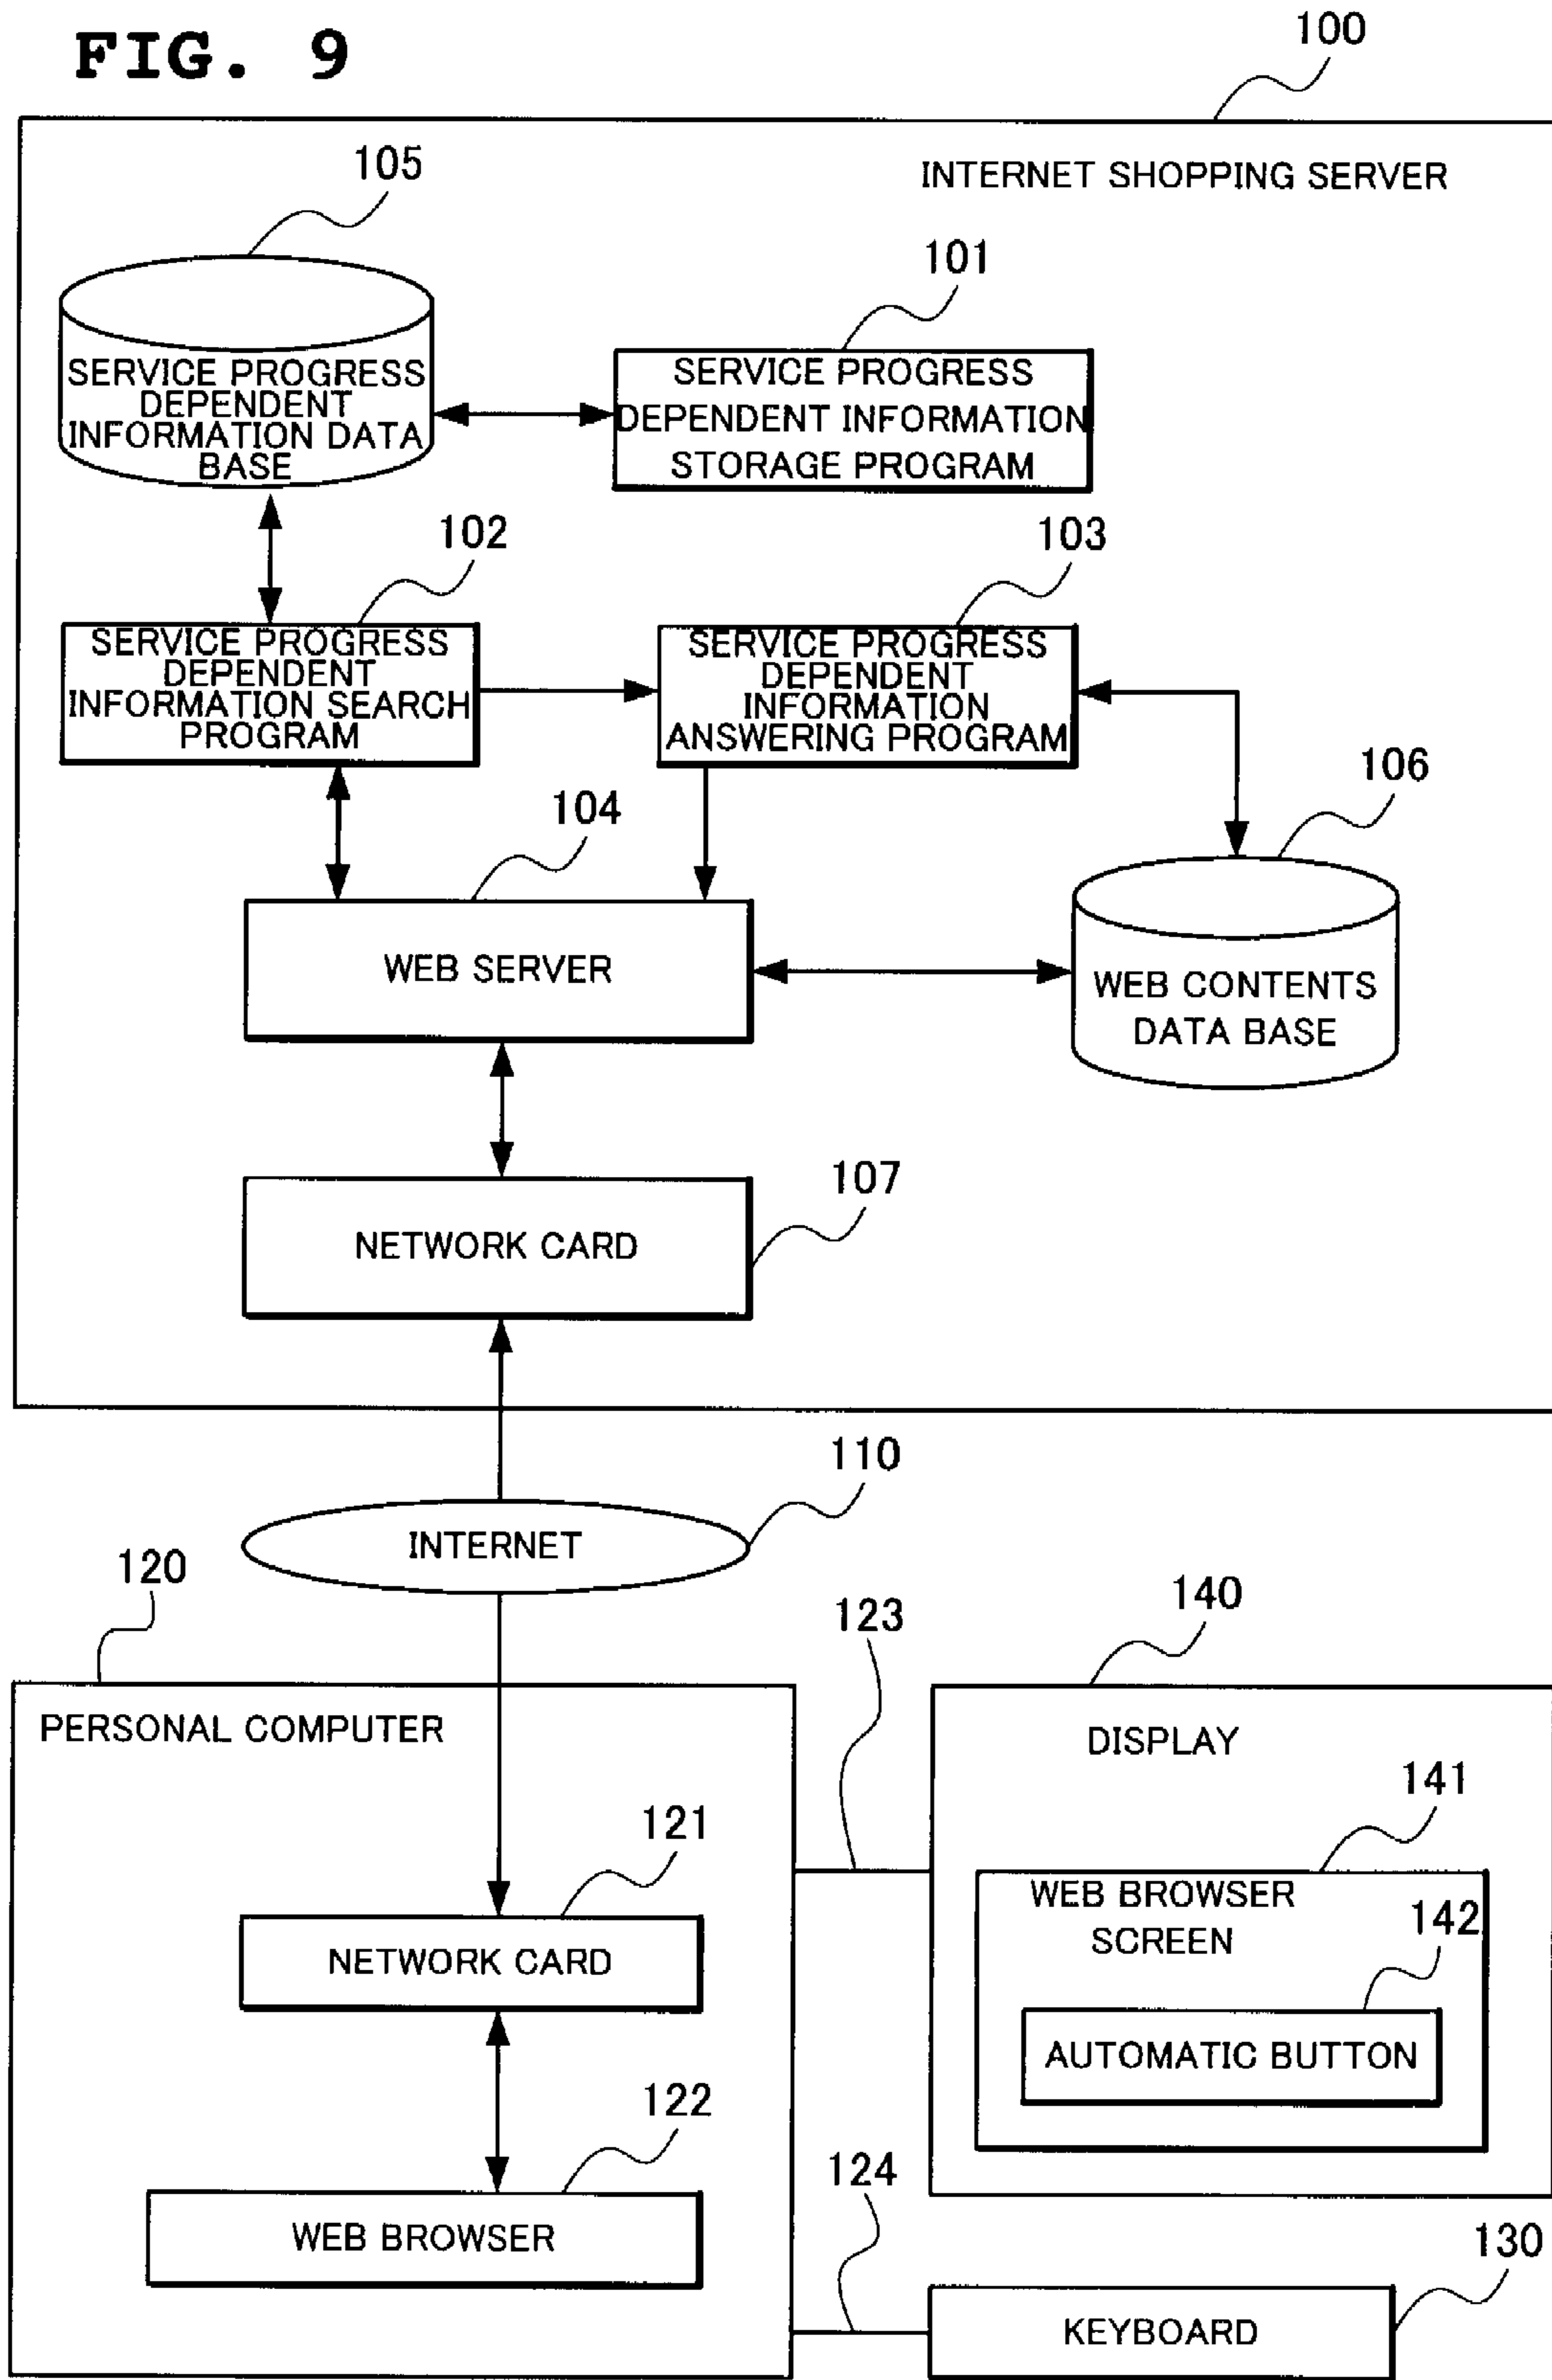 FIG. 9
100
INTERNET SHOPPING SERVER
105
101
SERVICE PROGRESS
DEPENDENT
INFORMATION DATA
BASE
SERVICE PROGRESS
DEPENDENT INFORMATION
STORAGE PROGRAM
102
103
SERVICE PROGRESS
DEPENDENT
INFORMATION SEARCH
PROGRAM
SERVICE PROGRESS
DEPENDENT
INFORMATION
ANSWERING PROGRAM
104
106
WEB SERVER
WEB CONTENTS
DATA BASE
107
NETWORK CARD
110
INTERNET
120
123
140
PERSONAL COMPUTER
DISPLAY
141
121
WEB BROWSER
SCREEN
142
NETWORK CARD
AUTOMATIC BUTTON
122
124
WEB BROWSER
130
KEYBOARD